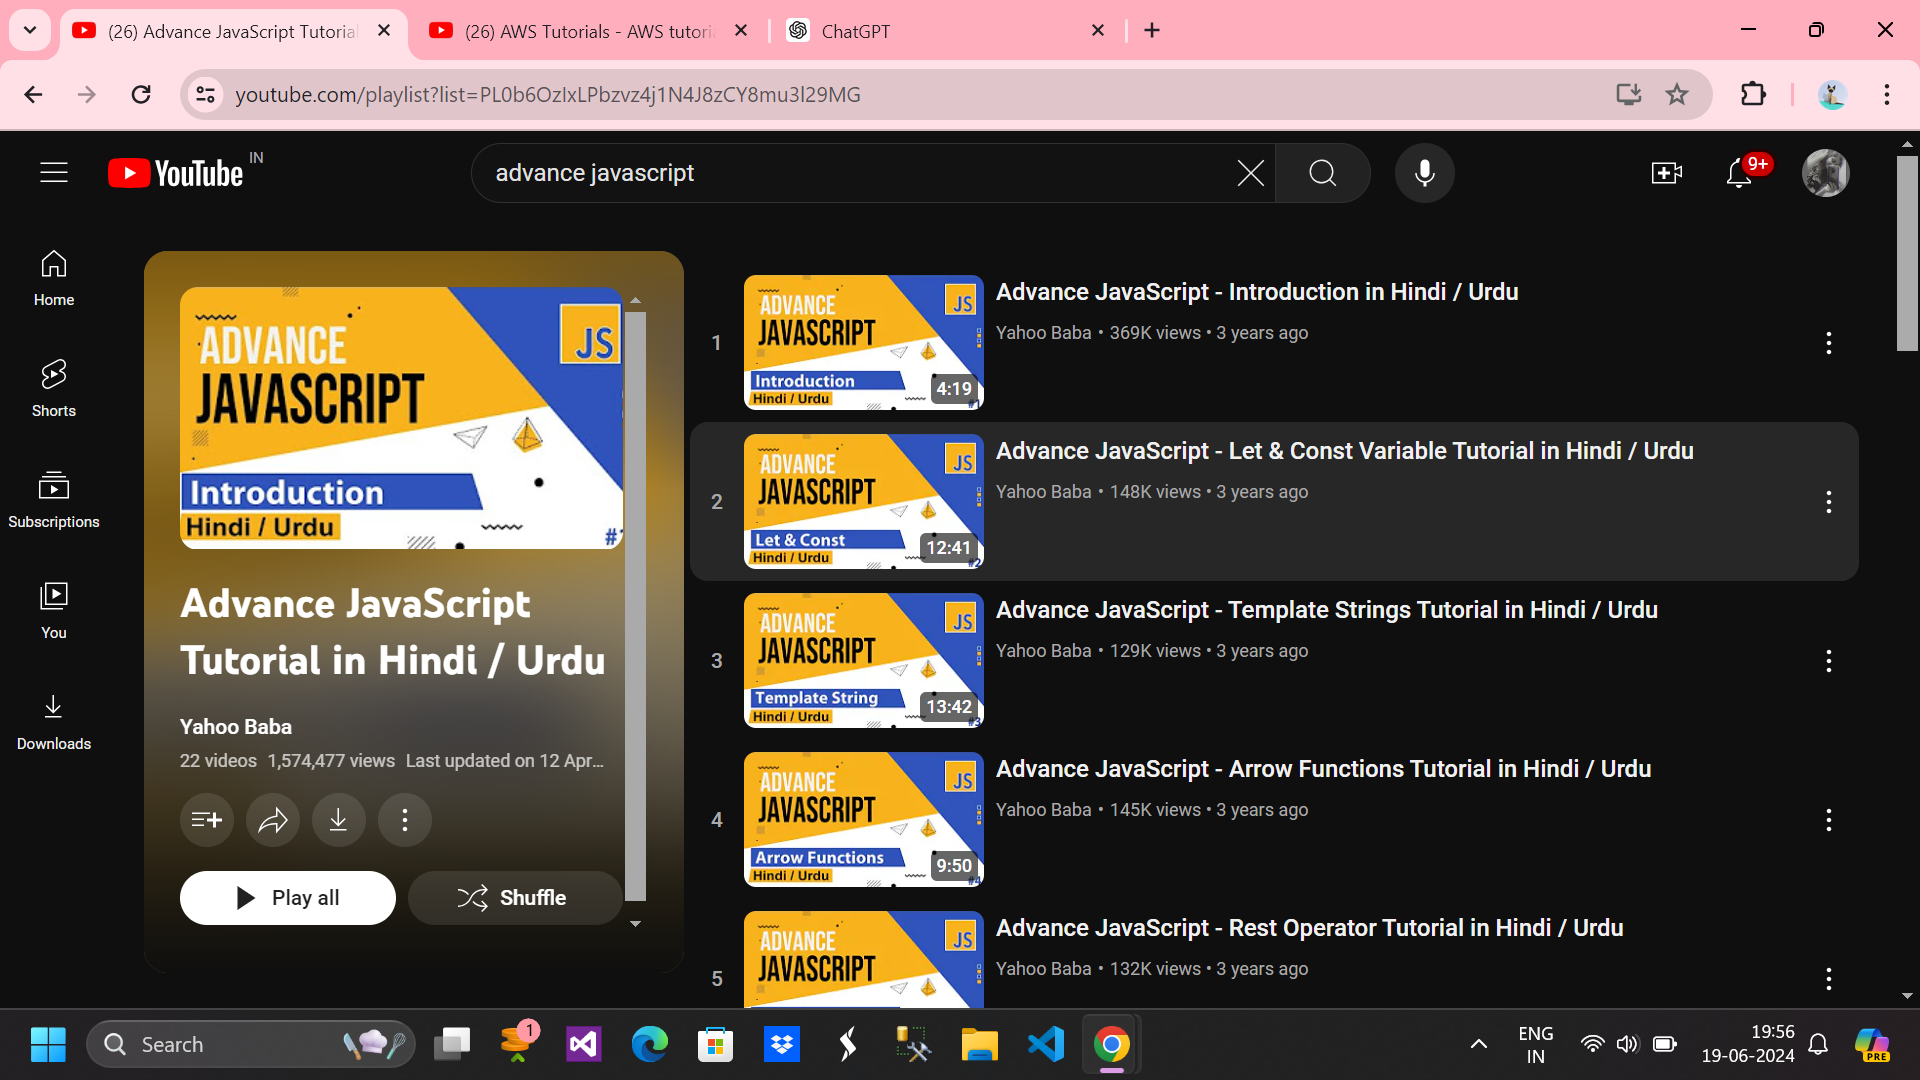 (26) Advance JavaScript Tutorial
(26) AWS Tutorials - AWS tutori
ChatGPT
youtube.com/playlist?list=PL0b6OzIxLPbzvz4j1N4J8zCY8mu3l29MG
YouTube IN
advance javascript
9+
Home
Shorts
Subscriptions
You
Downloads
ADVANCE
JAVASCRIPT
JS
Introduction
Hindi / Urdu
Advance JavaScript
Tutorial in Hindi / Urdu
Yahoo Baba
22 videos 1,574,477 views Last updated on 12 Apr...
Play all
Shuffle
1
ADVANCE
JAVASCRIPT
JS
Introduction
Hindi / Urdu
#1
4:19
Advance JavaScript - Introduction in Hindi / Urdu
Yahoo Baba • 369K views • 3 years ago
2
ADVANCE
JAVASCRIPT
JS
Let & Const
Hindi / Urdu
#2
12:41
Advance JavaScript - Let & Const Variable Tutorial in Hindi / Urdu
Yahoo Baba • 148K views • 3 years ago
3
ADVANCE
JAVASCRIPT
JS
Template String
Hindi / Urdu
#3
13:42
Advance JavaScript - Template Strings Tutorial in Hindi / Urdu
Yahoo Baba • 129K views • 3 years ago
4
ADVANCE
JAVASCRIPT
JS
Arrow Functions
Hindi / Urdu
#4
9:50
Advance JavaScript - Arrow Functions Tutorial in Hindi / Urdu
Yahoo Baba • 145K views • 3 years ago
5
ADVANCE
JAVASCRIPT
JS
Advance JavaScript - Rest Operator Tutorial in Hindi / Urdu
Yahoo Baba • 132K views • 3 years ago
Search
1
ENG
IN
19:56
19-06-2024
PRE